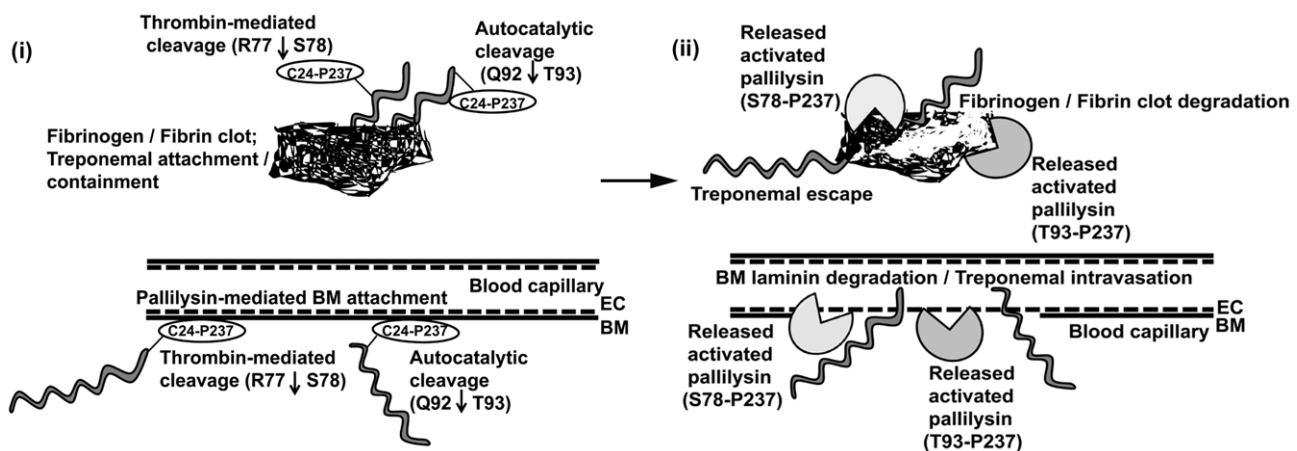 (i)
Thrombin-mediated
cleavage (R77 ↓ S78)
C24-P237
Autocatalytic
cleavage
(Q92 ↓ T93)
C24-P237
Fibrinogen / Fibrin clot;
Treponemal attachment /
containment
Pallilysin-mediated BM attachment
Blood capillary
EC
BM
C24-P237
C24-P237
Thrombin-mediated
cleavage (R77 ↓ S78)
Autocatalytic
cleavage
(Q92 ↓ T93)
(ii)
Released
activated
pallilysin
(S78-P237)
Fibrinogen / Fibrin clot degradation
Treponemal escape
Released
activated
pallilysin
(T93-P237)
BM laminin degradation / Treponemal intravasation
EC
BM
Blood capillary
Released
activated
pallilysin
(S78-P237)
Released
activated
pallilysin
(T93-P237)